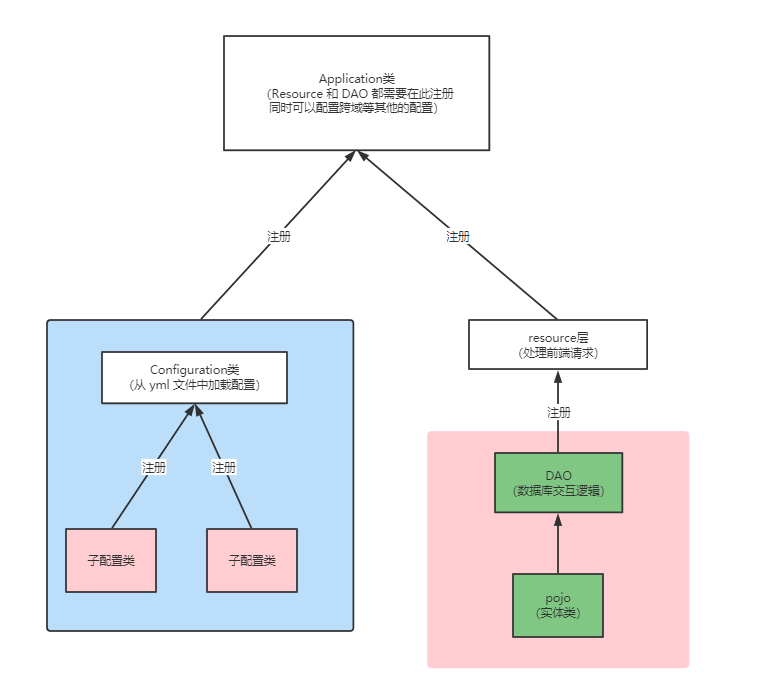 Application类
（Resource 和 DAO 都需要在此注册
同时可以配置跨域等其他的配置）
注册
注册
Configuration类
（从 yml 文件中加载配置）
注册
注册
子配置类
子配置类
resource层
（处理前端请求）
注册
DAO
（数据库交互逻辑）
pojo
（实体类）